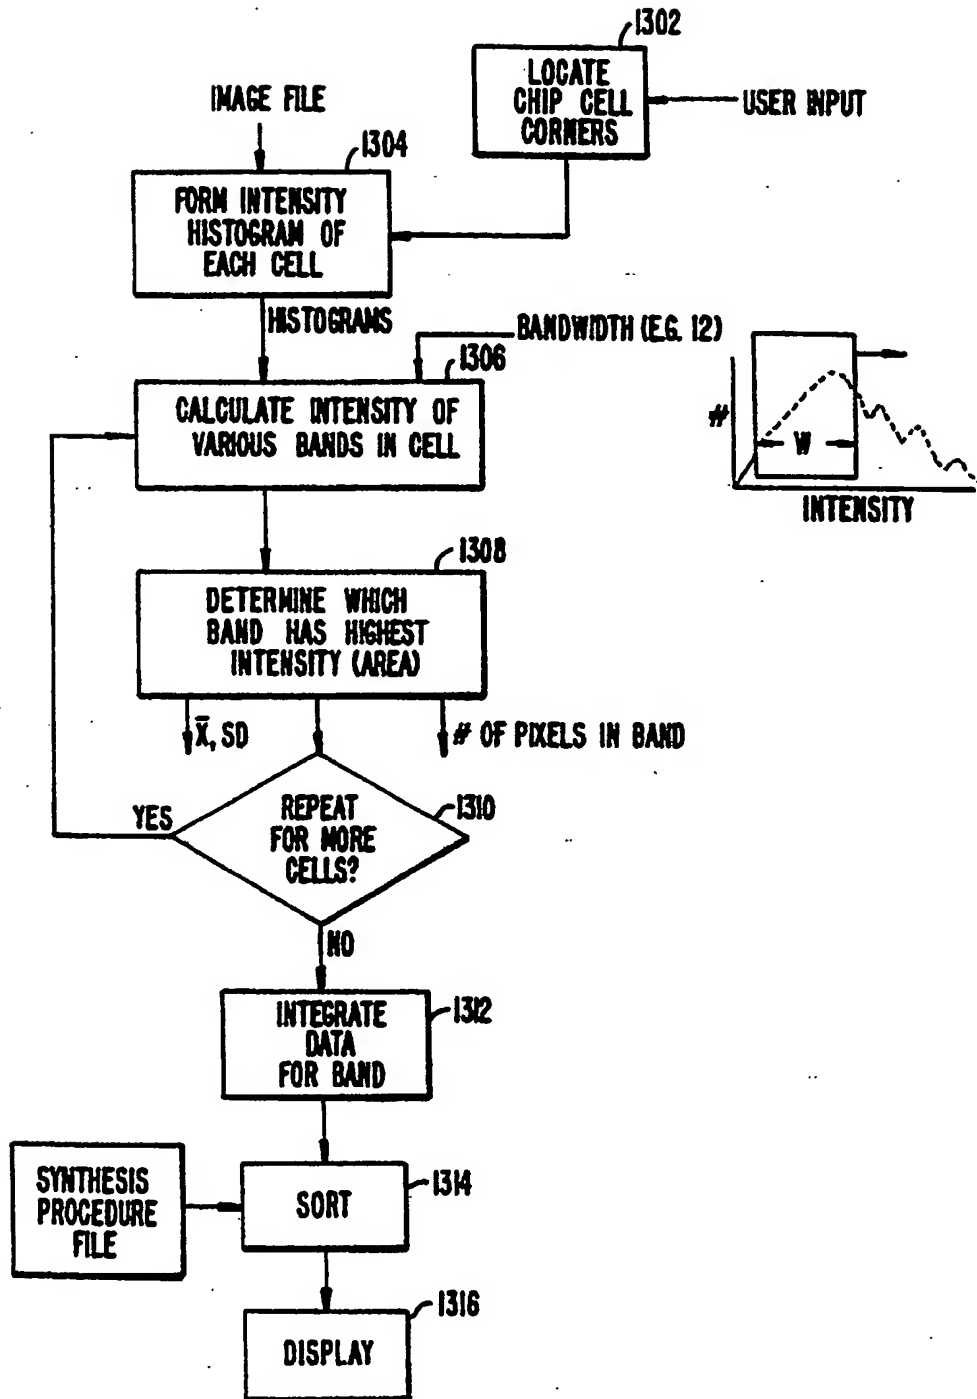 1302
LOCATE
CHIP CELL
CORNERS
USER INPUT
IMAGE FILE
1304
FORM INTENSITY
HISTOGRAM OF
EACH CELL
HISTOGRAMS
BANDWIDTH (E.G. 12)
1306
CALCULATE INTENSITY OF
VARIOUS BANDS IN CELL
#
W
INTENSITY
1308
DETERMINE WHICH
BAND HAS HIGHEST
INTENSITY (AREA)
X̄, SD
# OF PIXELS IN BAND
YES
REPEAT
FOR MORE
CELLS?
1310
NO
INTEGRATE
DATA
FOR BAND
1312
SYNTHESIS
PROCEDURE
FILE
SORT
1314
DISPLAY
1316